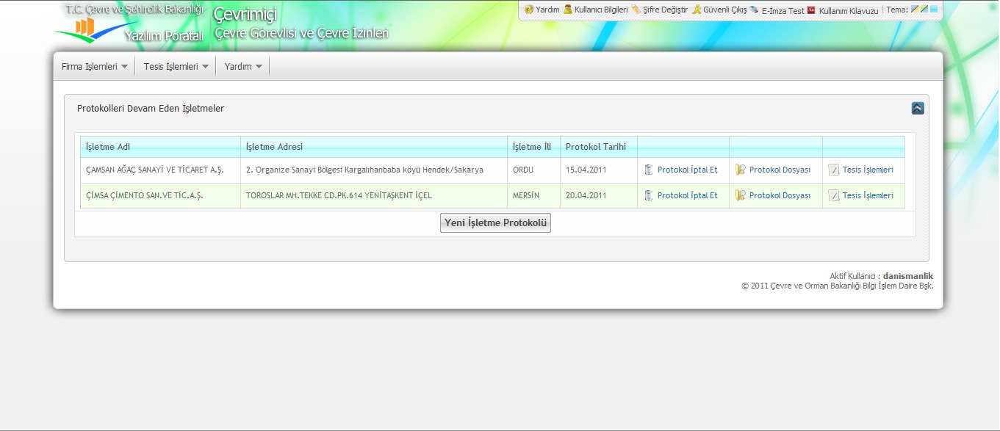 T.C. Çevre ve Şehircilik Bakanlığı
Yazılım Poratalı
Çevrimiçi
Çevre Görevlisi ve Çevre İzinleri
Yardım Kullanıcı Bilgileri Şifre Değiştir Güvenli Çıkış E-İmza Test Kullanım Kılavuzu Tema:
Firma İşlemleri Tesis İşlemleri Yardım
Protokolleri Devam Eden İşletmeler
İşletme Adi İşletme Adresi İşletme İli Protokol Tarihi
ÇAMSAN AĞAÇ SANAYİ VE TİCARET A.Ş. 2. Organize Sanayi Bölgesi Kargalıhanbaba köyü Hendek/Sakarya ORDU 15.04.2011 Protokol İptal Et Protokol Dosyası Tesis İşlemleri
ÇİMSA ÇİMENTO SAN.VE TİC.A.Ş. TOROSLAR MH.TEKKE CD.PK.614 YENİTAŞKENT İÇEL MERSİN 20.04.2011 Protokol İptal Et Protokol Dosyası Tesis İşlemleri
Yeni İşletme Protokolü
Aktif Kullanıcı : danismanlik
© 2011 Çevre ve Orman Bakanlığı Bilgi İşlem Daire Bşk.